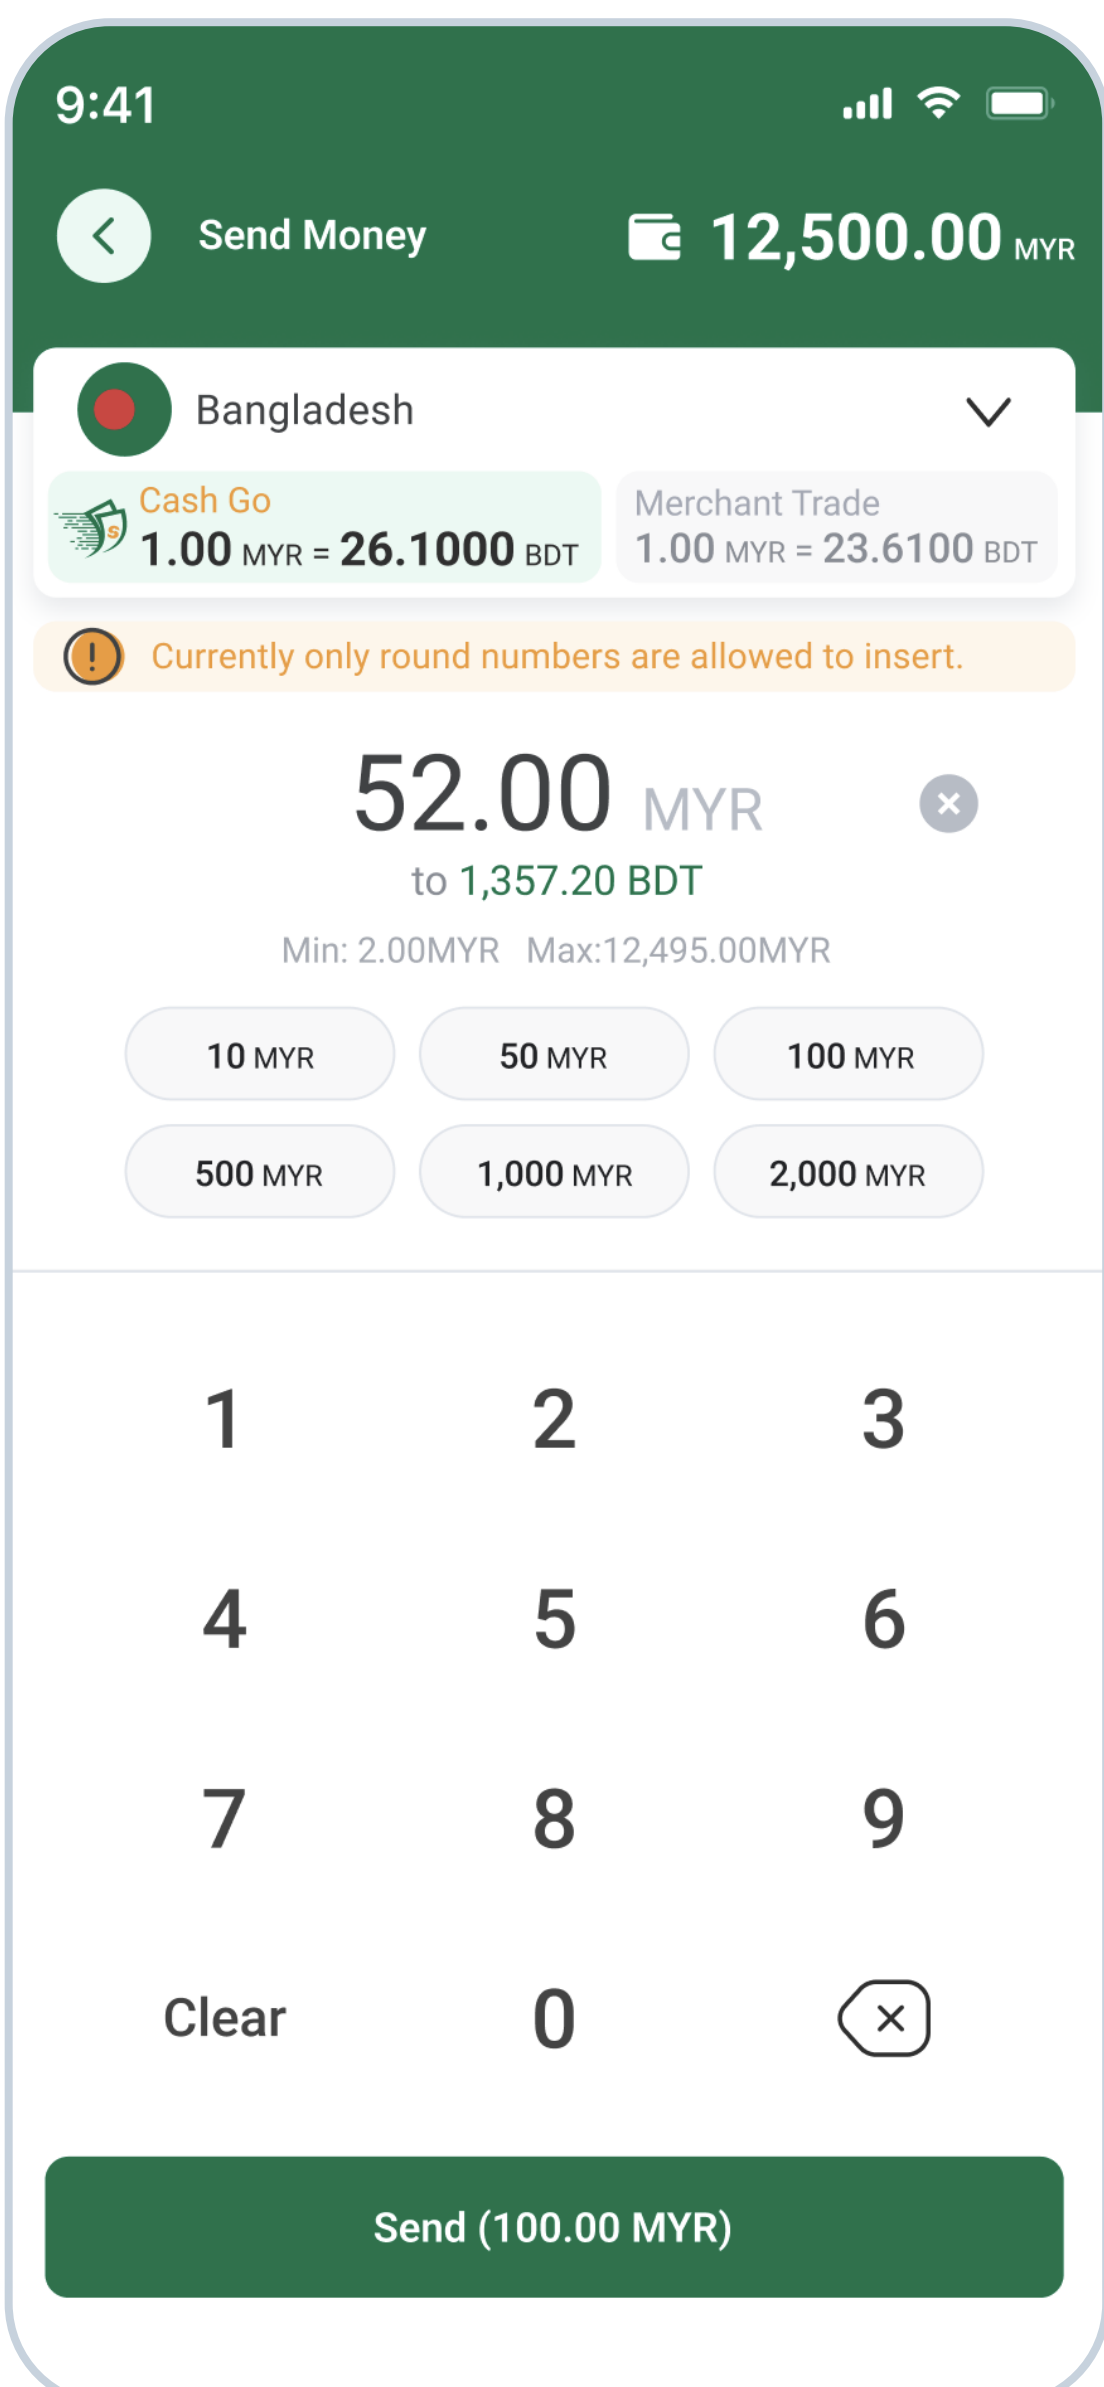 9:41
Send Money 12,500.00 MYR
Bangladesh
Cash Go
1.00 MYR = 26.1000 BDT
Merchant Trade
1.00 MYR = 23.6100 BDT
Currently only round numbers are allowed to insert.
52.00 MYR
to 1,357.20 BDT
Min: 2.00MYR Max:12,495.00MYR
10 MYR 50 MYR 100 MYR
500 MYR 1,000 MYR 2,000 MYR
1 2 3
4 5 6
7 8 9
Clear 0
Send (100.00 MYR)